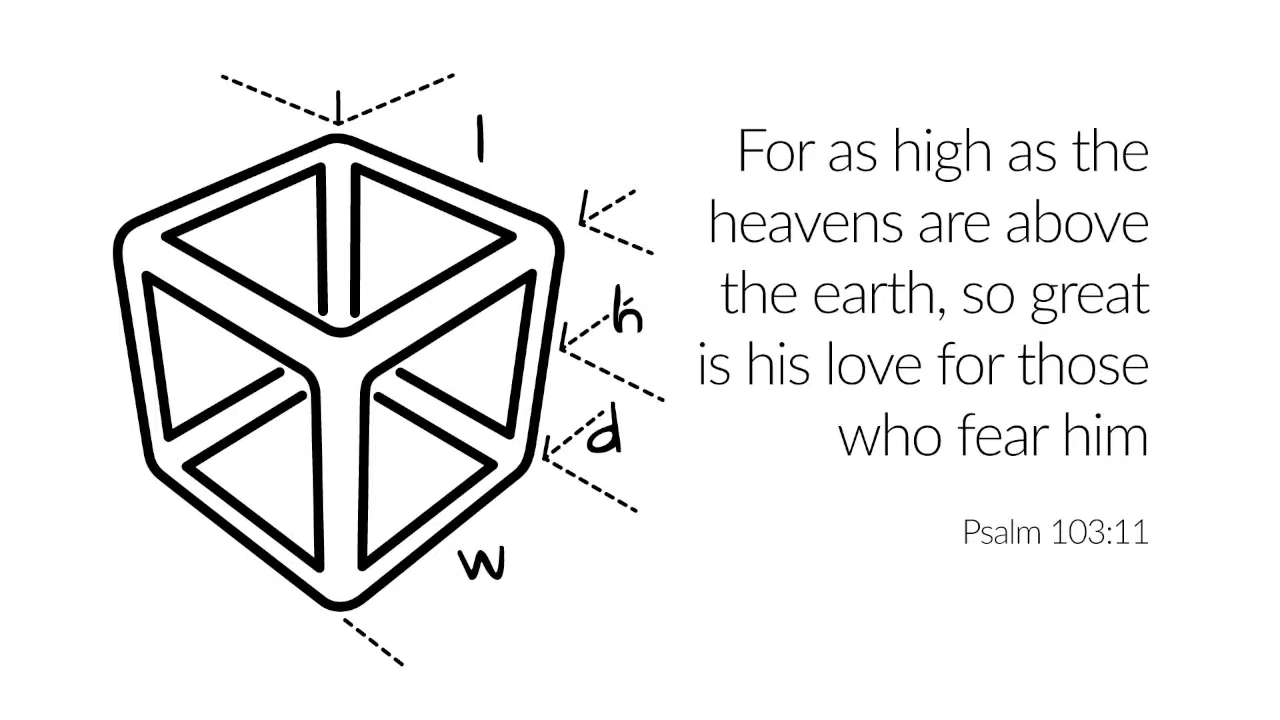 l
h
d
w
For as high as the
heavens are above
the earth, so great
is his love for those
who fear him
Psalm 103:11